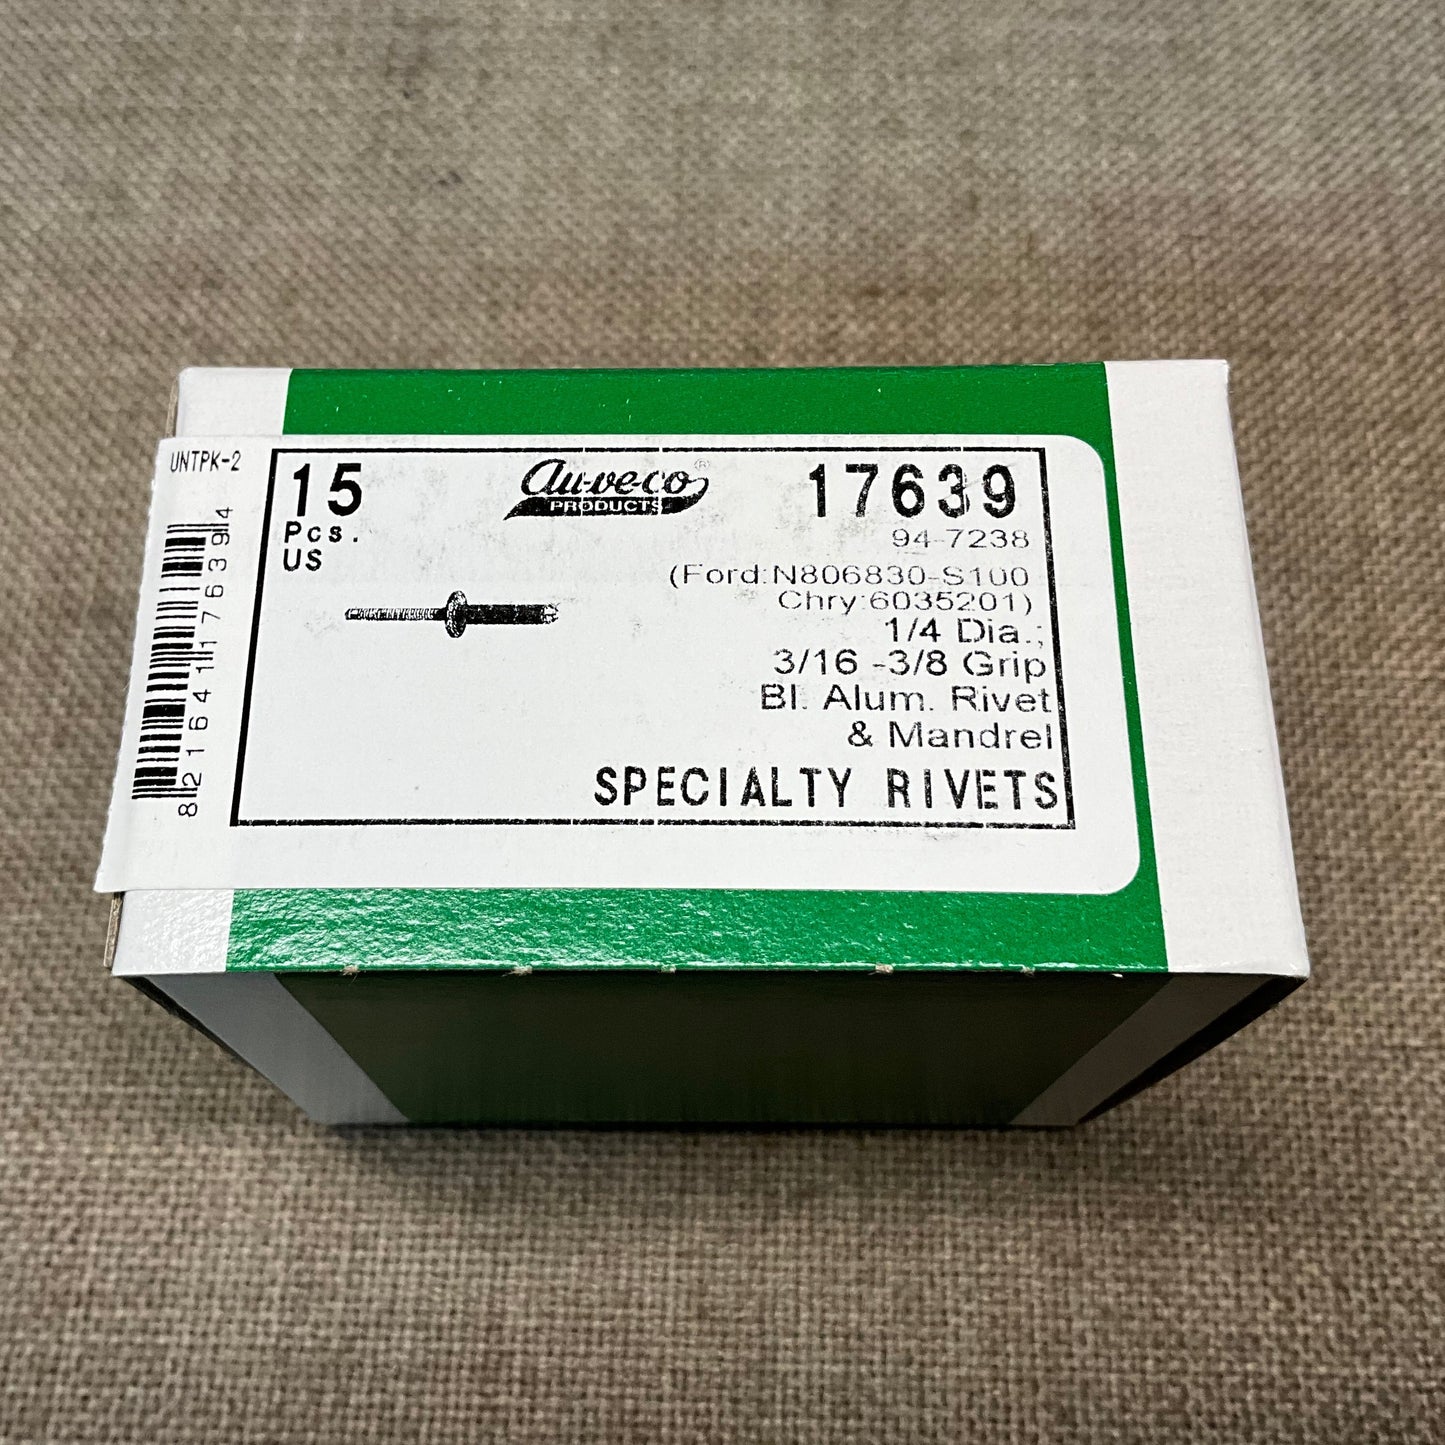 UNTPK-2
8 21641 17639 4
15
Pcs.
US
Au-ve-co®
PRODUCTS
17639
94-7238
(Ford:N806830-S100
Chry:6035201)
1/4 Dia.;
3/16 -3/8 Grip
Bl. Alum. Rivet
& Mandrel
SPECIALTY RIVETS